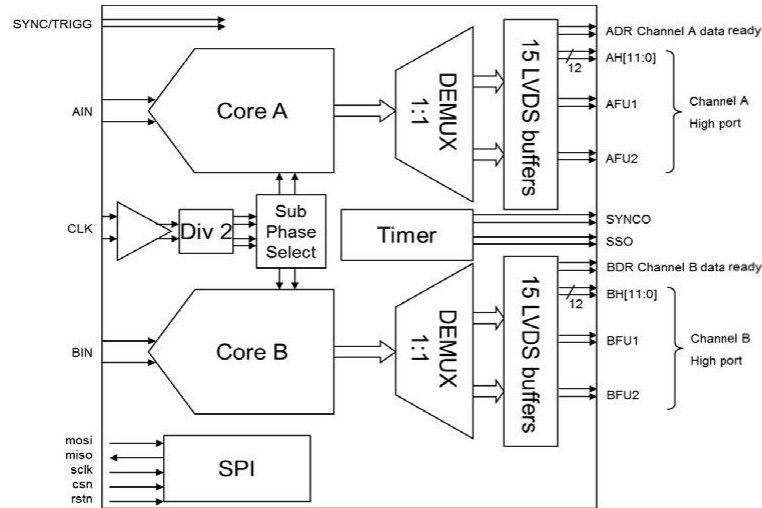 SYNC/TRIGG
ADR Channel A data ready
AH[11:0]
12
AIN
Core A
DEMUX
1:1
15 LVDS buffers
AFU1
Channel A
High port
AFU2
CLK
Div 2
Sub
Phase
Select
Timer
SYNCO
SSO
BDR Channel B data ready
BH[11:0]
12
BIN
Core B
DEMUX
1:1
15 LVDS buffers
BFU1
Channel B
High port
BFU2
mosi
miso
sclk
csn
rstn
SPI